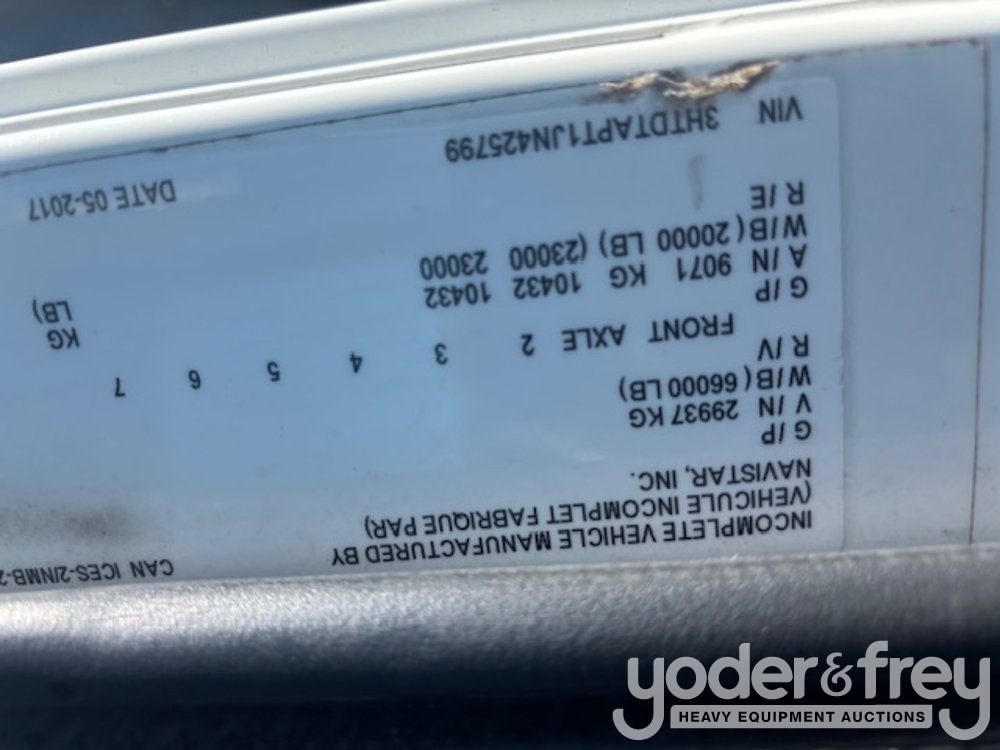 INCOMPLETE VEHICLE MANUFACTURED BY
(VEHICULE INCOMPLET FABRIQUE PAR)
NAVISTAR, INC.
CAN ICES-2/NMB-2
G / P
V / N 29937 KG
W/B ( 66000 LB)
R /V
FRONT AXLE 2 3 4 5 6 7
G /P
A / N 9071 KG 10432 10432 KG
W/B ( 20000 LB) (23000 23000 LB)
R /E
VIN 3HTDTAPT1JN425799 DATE 05-2017
yoder&frey
HEAVY EQUIPMENT AUCTIONS